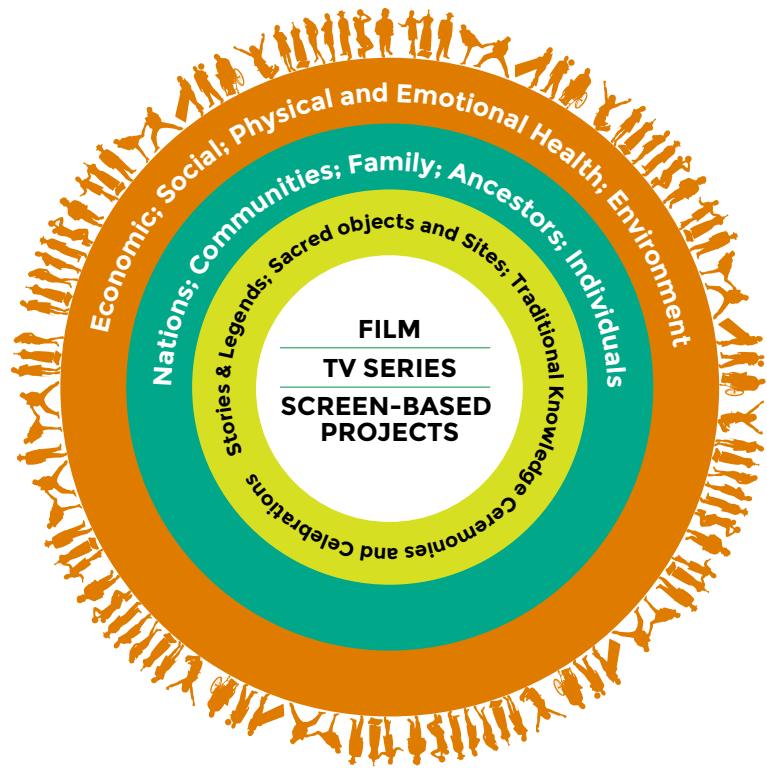 Economic; Social; Physical and Emotional Health; Environment
Nations; Communities; Family; Ancestors; Individuals
Stories & Legends; Sacred objects and Sites; Traditional Knowledge Ceremonies and Celebrations
FILM
TV SERIES
SCREEN-BASED
PROJECTS